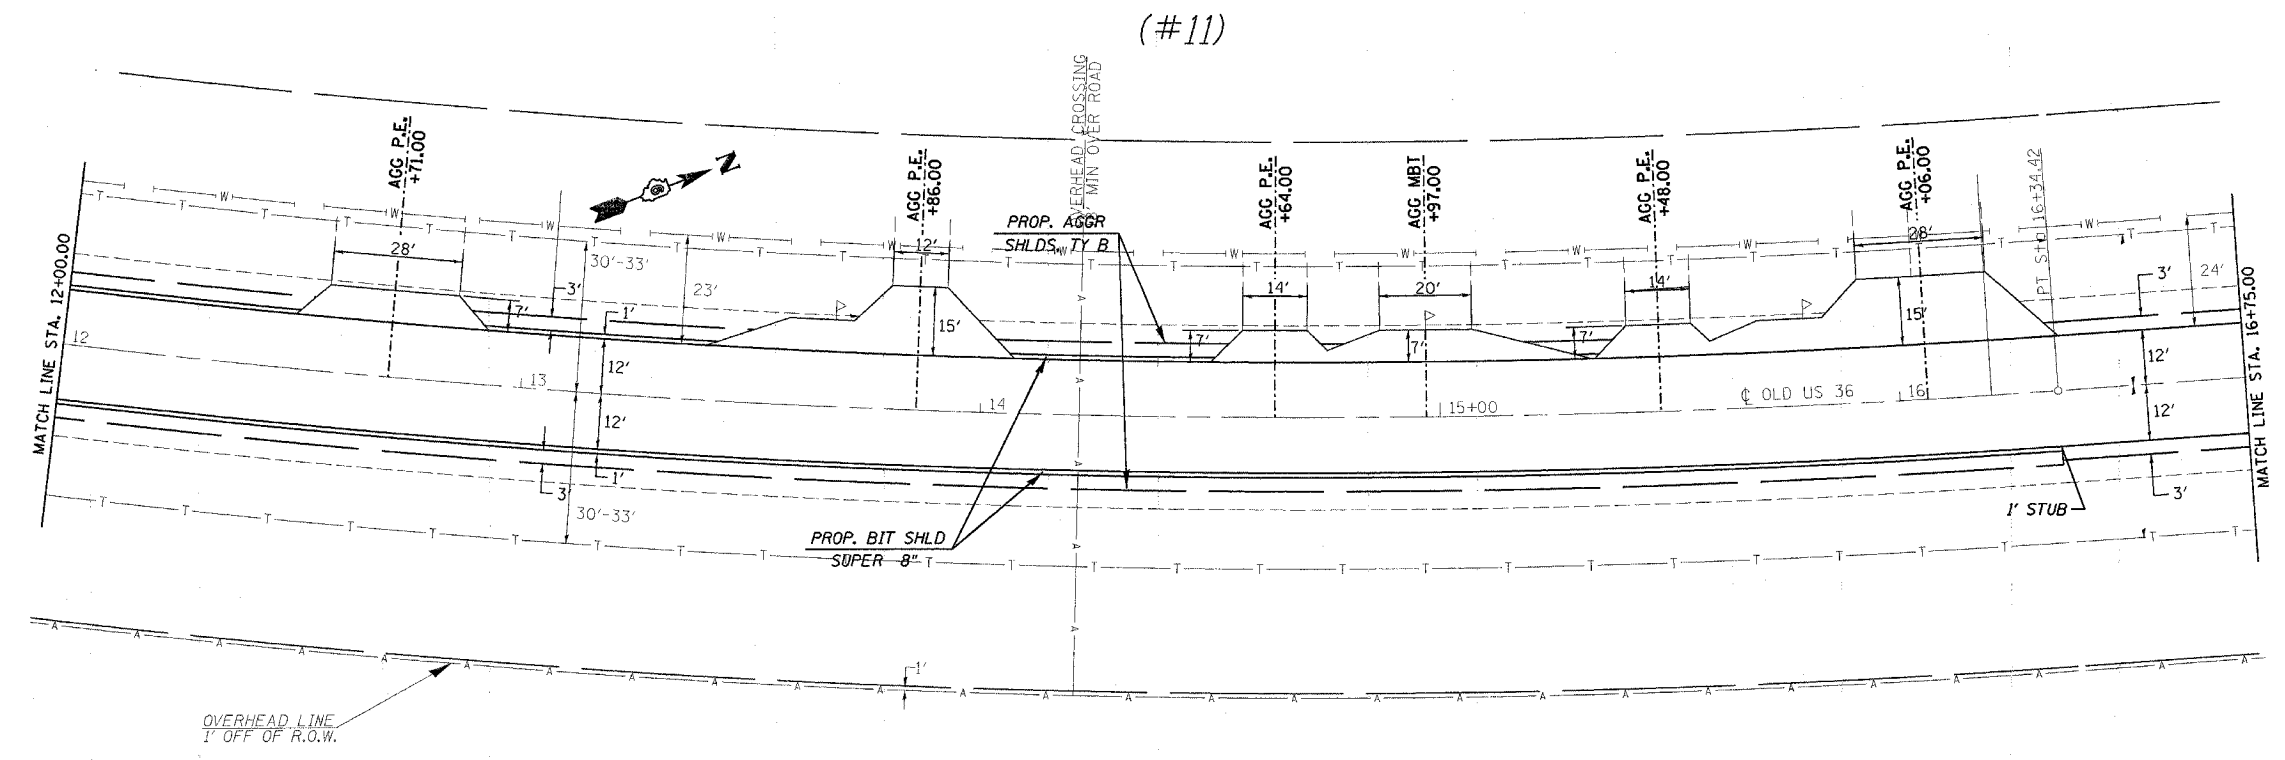 (#11)
OVERHEAD CROSSING
MIN OVER ROAD
AGG P.E.
+71.00
AGG P.E.
+86.00
AGG P.E.
+64.00
AGG MBT
+97.00
AGG P.E.
+48.00
AGG P.E.
+06.00
PT Sta 16+34.42
N
PROP. AGGR
SHLDS. TY B
MATCH LINE STA. 12+00.00
28'
30'-33'
23'
12'
14'
20'
14'
28'
3'
24'
3'
7'
1'
15'
7'
7'
7'
15'
12
13
12'
14
15+00
℄ OLD US 36
16
12'
12'
12'
3'
1'
30'-33'
3'
1' STUB
PROP. BIT SHLD
SUPER 8"
MATCH LINE STA. 16+75.00
1'
OVERHEAD LINE
1' OFF OF R.O.W.